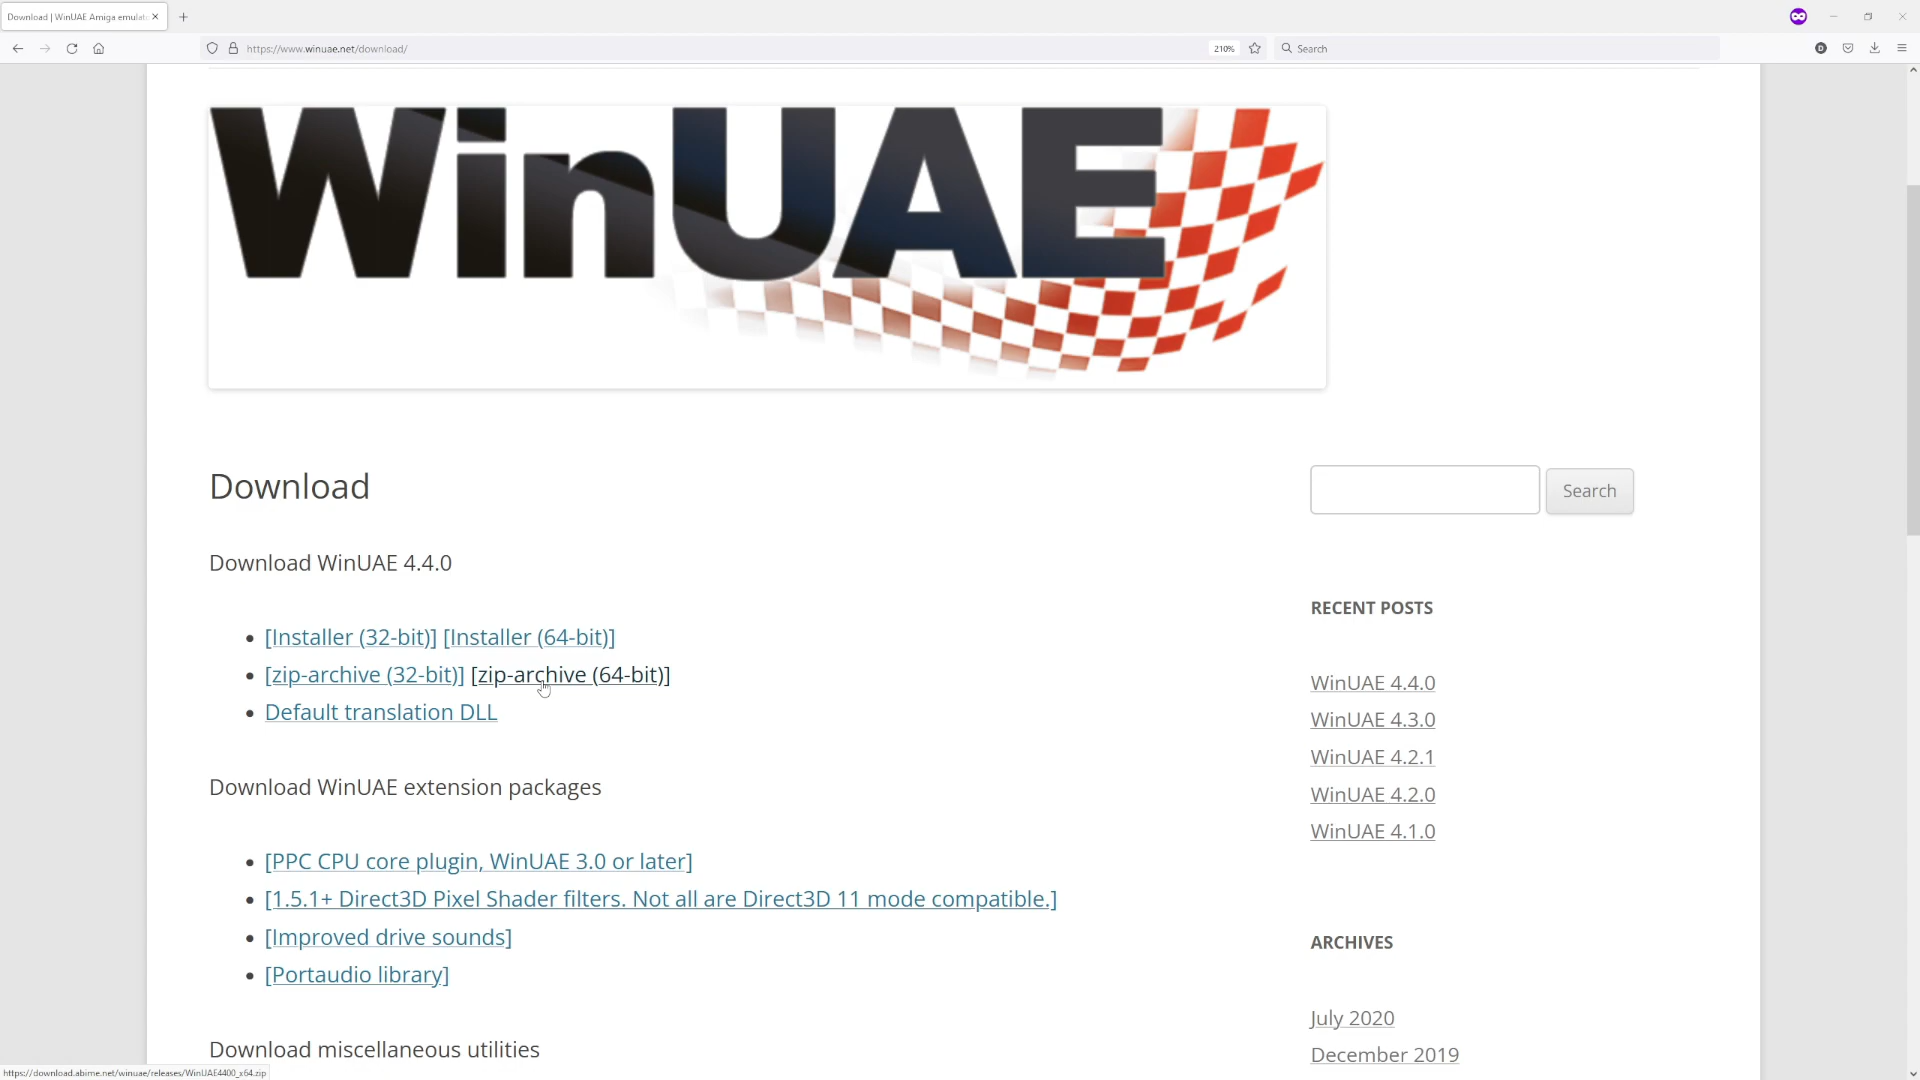 Download | WinUAE Amiga emulat
https://www.winuae.net/download/
210%
Search
WinUAE
Download
Search
Download WinUAE 4.4.0
RECENT POSTS
[Installer (32-bit)] [Installer (64-bit)]
[zip-archive (32-bit)] [zip-archive (64-bit)]
Default translation DLL
WinUAE 4.4.0
WinUAE 4.3.0
WinUAE 4.2.1
WinUAE 4.2.0
WinUAE 4.1.0
Download WinUAE extension packages
[PPC CPU core plugin, WinUAE 3.0 or later]
[1.5.1+ Direct3D Pixel Shader filters. Not all are Direct3D 11 mode compatible.]
[Improved drive sounds]
[Portaudio library]
ARCHIVES
July 2020
December 2019
Download miscellaneous utilities
https://download.abime.net/winuae/releases/WinUAE4400_x64.zip